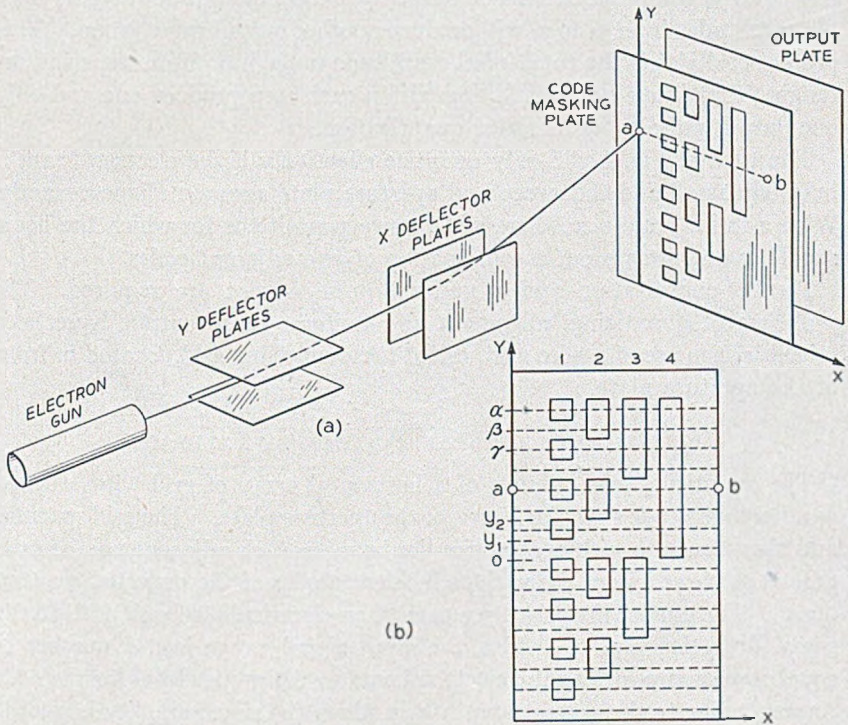 Y
OUTPUT
PLATE
CODE
MASKING
PLATE
a
b
X DEFLECTOR
PLATES
Y DEFLECTOR
PLATES
ELECTRON
GUN
(a)
X
Y
1 2 3 4
α
β
γ
a
b
y2
y1
0
(b)
X